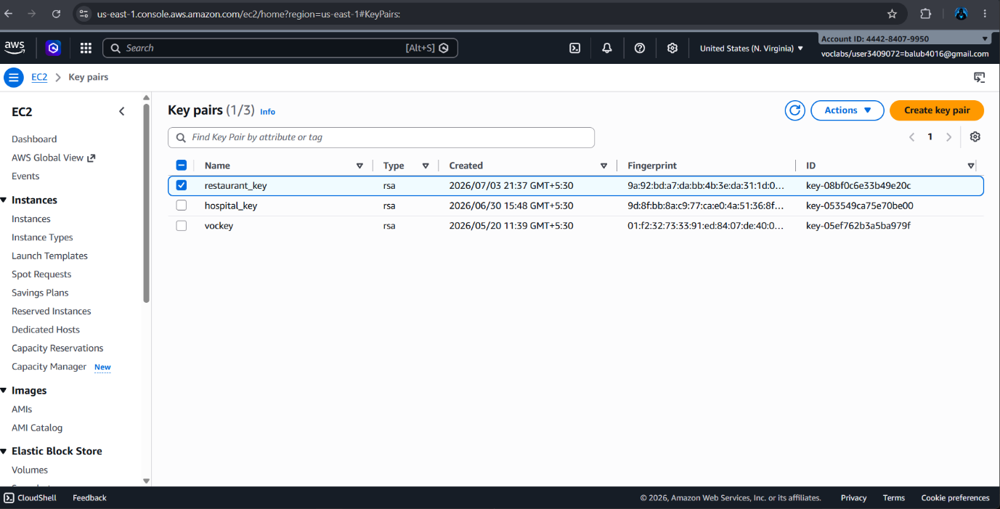 us-east-1.console.aws.amazon.com/ec2/home?region=us-east-1#KeyPairs:
aws
Search
[Alt+S]
United States (N. Virginia)
Account ID: 4442-8407-9950
voclabs/user3409072=balub4016@gmail.com
EC2 > Key pairs
EC2
Dashboard
AWS Global View
Events
Instances
Instances
Instance Types
Launch Templates
Spot Requests
Savings Plans
Reserved Instances
Dedicated Hosts
Capacity Reservations
Capacity Manager New
Images
AMIs
AMI Catalog
Elastic Block Store
Volumes
Key pairs (1/3) Info
Actions
Create key pair
Find Key Pair by attribute or tag
1
Name Type Created Fingerprint ID
restaurant_key rsa 2026/07/03 21:37 GMT+5:30 9a:92:bd:a7:da:bb:4b:3e:da:31:1d:0... key-08bf0c6e33b49e20c
hospital_key rsa 2026/06/30 15:48 GMT+5:30 9d:8f:bb:8a:c9:77:ca:e0:4a:51:36:8f... key-053549ca75e70be00
vockey rsa 2026/05/20 11:39 GMT+5:30 01:f2:32:73:33:91:ed:84:07:de:40:0... key-05ef762b3a5ba979f
CloudShell Feedback
© 2026, Amazon Web Services, Inc. or its affiliates. Privacy Terms Cookie preferences